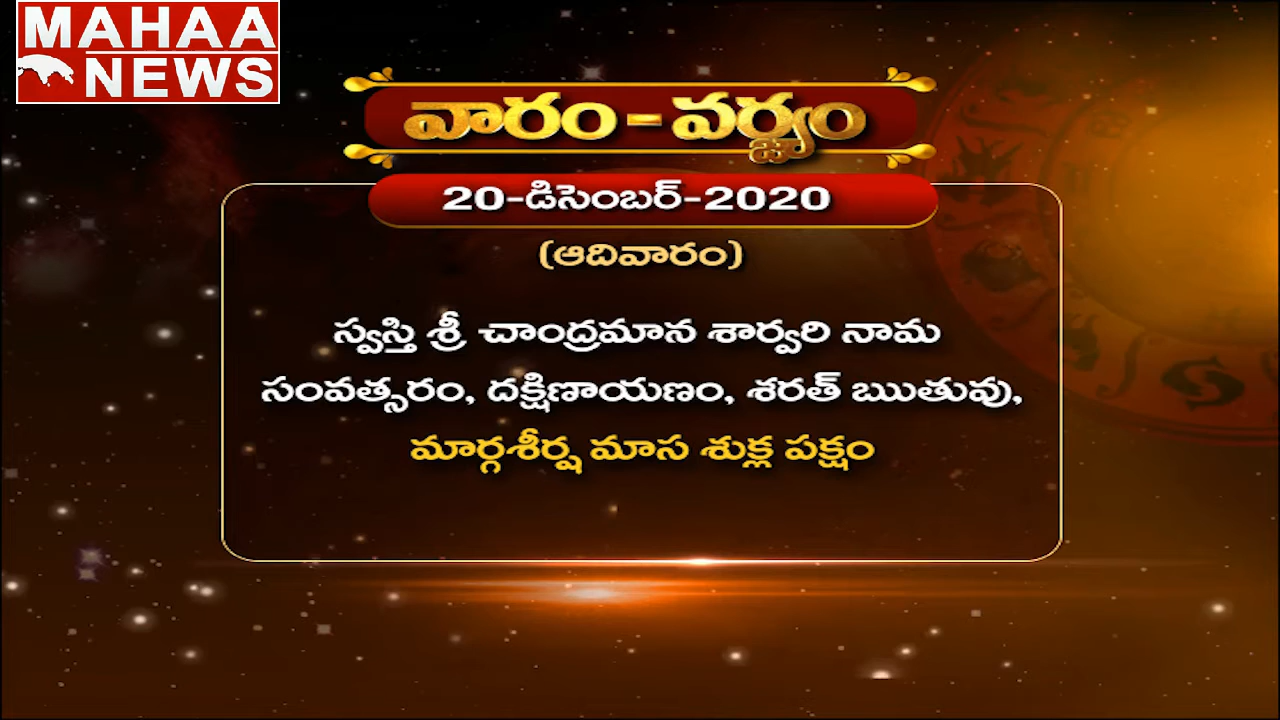 MAHAA
NEWS
వారం-వర్జ్యం
20-డిసెంబర్-2020
(ఆదివారం)
స్వస్తి శ్రీ చాంద్రమాన శార్వరి నామ
సంవత్సరం, దక్షిణాయణం, శరత్ ఋతువు,
మార్గశీర్ష మాస శుక్ల పక్షం